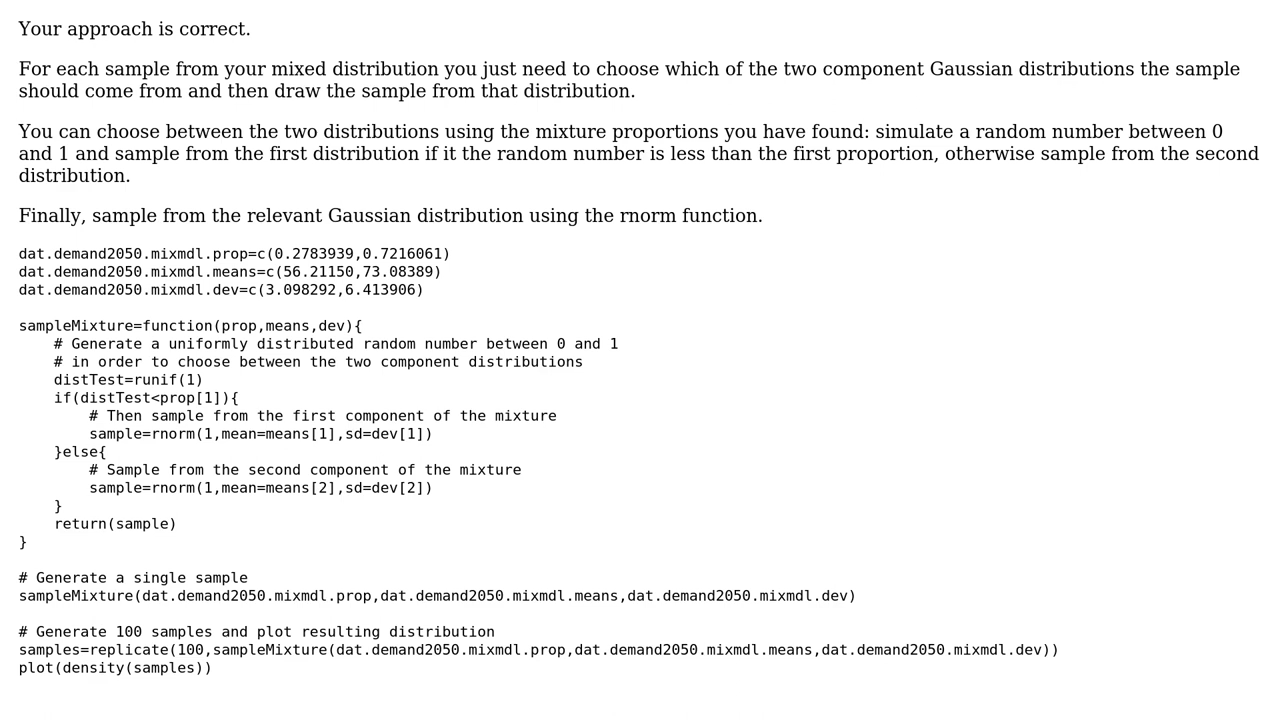 Your approach is correct.
For each sample from your mixed distribution you just need to choose which of the two component Gaussian distributions the sample
should come from and then draw the sample from that distribution.
You can choose between the two distributions using the mixture proportions you have found: simulate a random number between 0
and 1 and sample from the first distribution if it the random number is less than the first proportion, otherwise sample from the second
distribution.
Finally, sample from the relevant Gaussian distribution using the rnorm function.
dat.demand2050.mixmdl.prop=c(0.2783939,0.7216061)
dat.demand2050.mixmdl.means=c(56.21150,73.08389)
dat.demand2050.mixmdl.dev=c(3.098292,6.413906)
sampleMixture=function(prop,means,dev){
    # Generate a uniformly distributed random number between 0 and 1
    # in order to choose between the two component distributions
    distTest=runif(1)
    if(distTest<prop[1]){
        # Then sample from the first component of the mixture
        sample=rnorm(1,mean=means[1],sd=dev[1])
    }else{
        # Sample from the second component of the mixture
        sample=rnorm(1,mean=means[2],sd=dev[2])
    }
    return(sample)
}
# Generate a single sample
sampleMixture(dat.demand2050.mixmdl.prop,dat.demand2050.mixmdl.means,dat.demand2050.mixmdl.dev)
# Generate 100 samples and plot resulting distribution
samples=replicate(100,sampleMixture(dat.demand2050.mixmdl.prop,dat.demand2050.mixmdl.means,dat.demand2050.mixmdl.dev))
plot(density(samples))